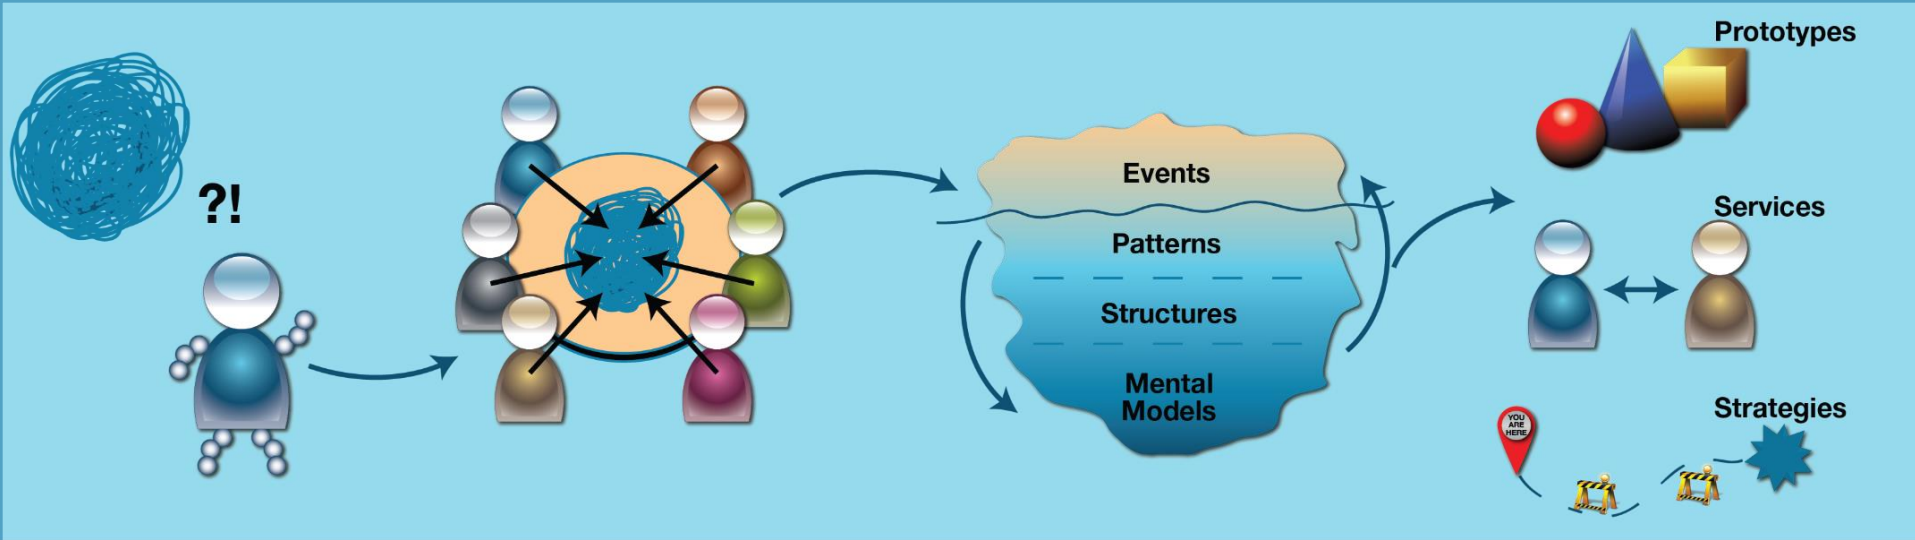 ?!
Events
Patterns
Structures
Mental
Models
Prototypes
Services
Strategies
YOU
ARE
HERE